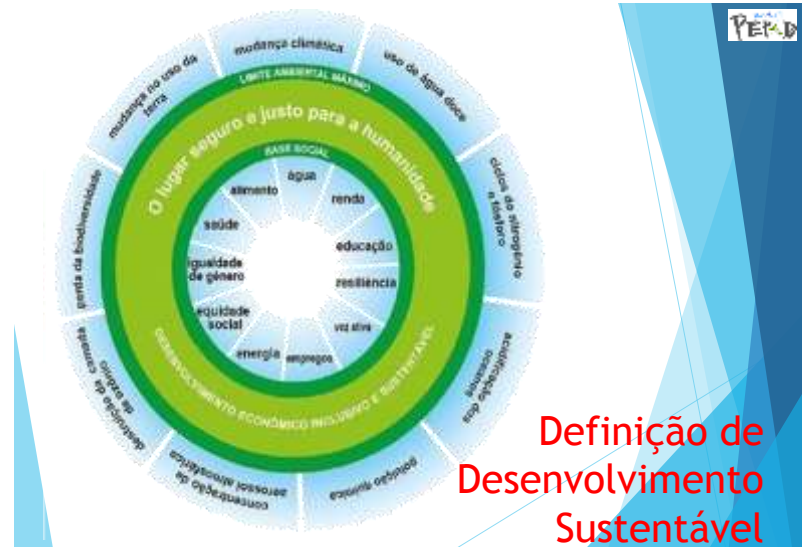 PEPD
mudança climática
uso de água doce
ciclos do nitrogênio
e fósforo
acidificação dos
oceanos
poluição química
concentração de
aerossol atmosférica
destruição da camada
de ozônio
perda da biodiversidade
mudança no uso da
terra
LIMITE AMBIENTAL MÁXIMO
O lugar seguro e justo para a humanidade
BASE SOCIAL
água
renda
educação
resiliência
voz ativa
empregos
energia
equidade
social
igualdade
de gênero
saúde
alimento
DESENVOLVIMENTO ECONÔMICO INCLUSIVO E SUSTENTÁVEL
Definição de
Desenvolvimento
Sustentável